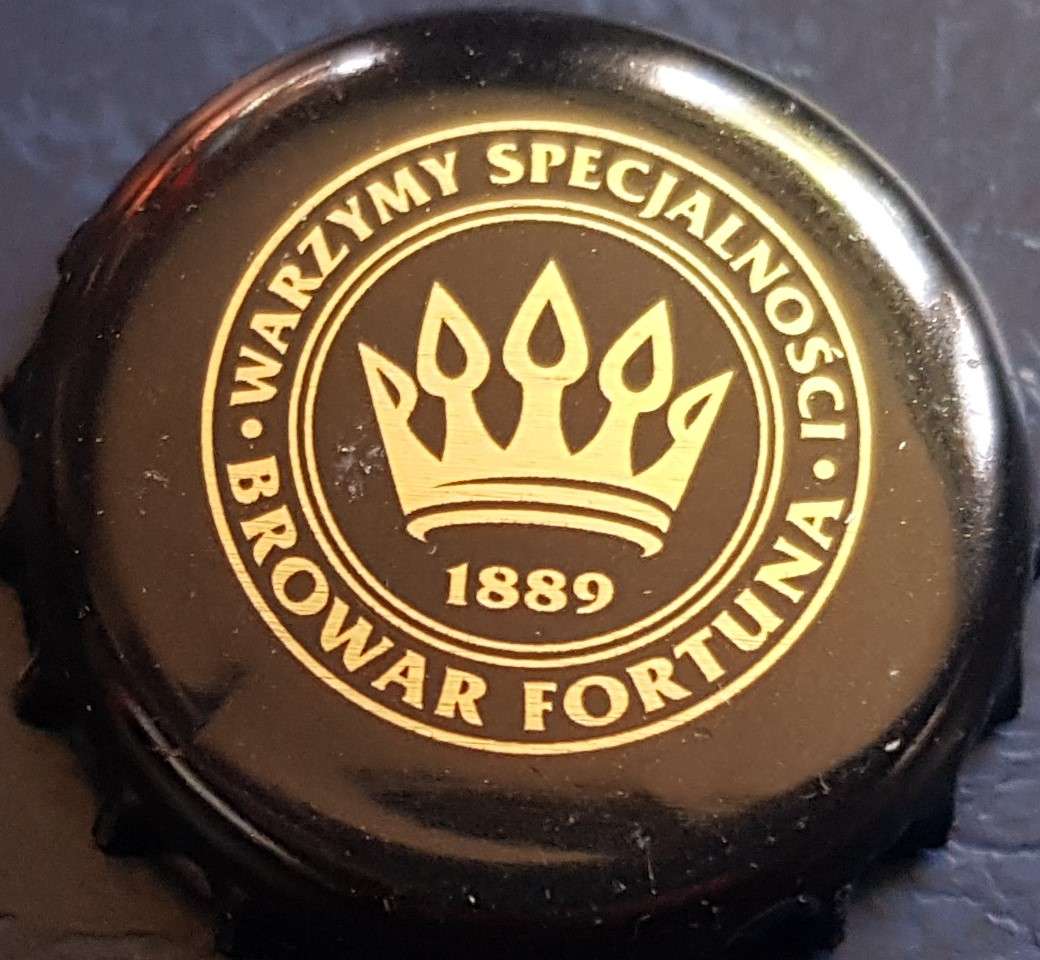 WARZYMY SPECJALNOŚCI
1889
• BROWAR FORTUNA •